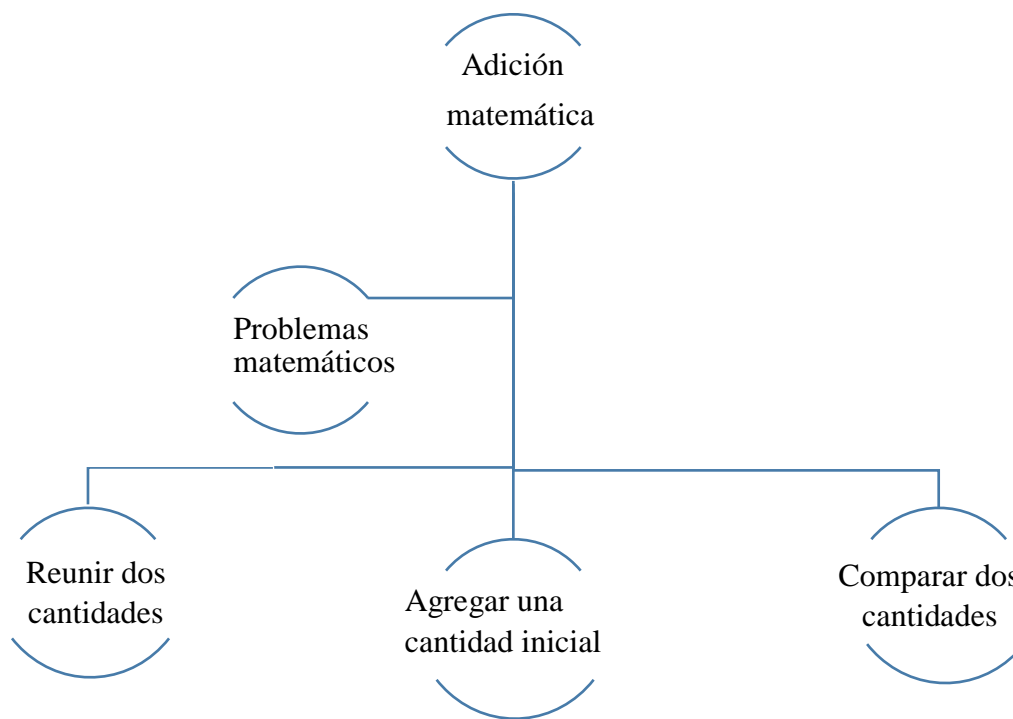 Adición
matemática
Problemas
matemáticos
Reunir dos
cantidades
Agregar una
cantidad inicial
Comparar dos
cantidades